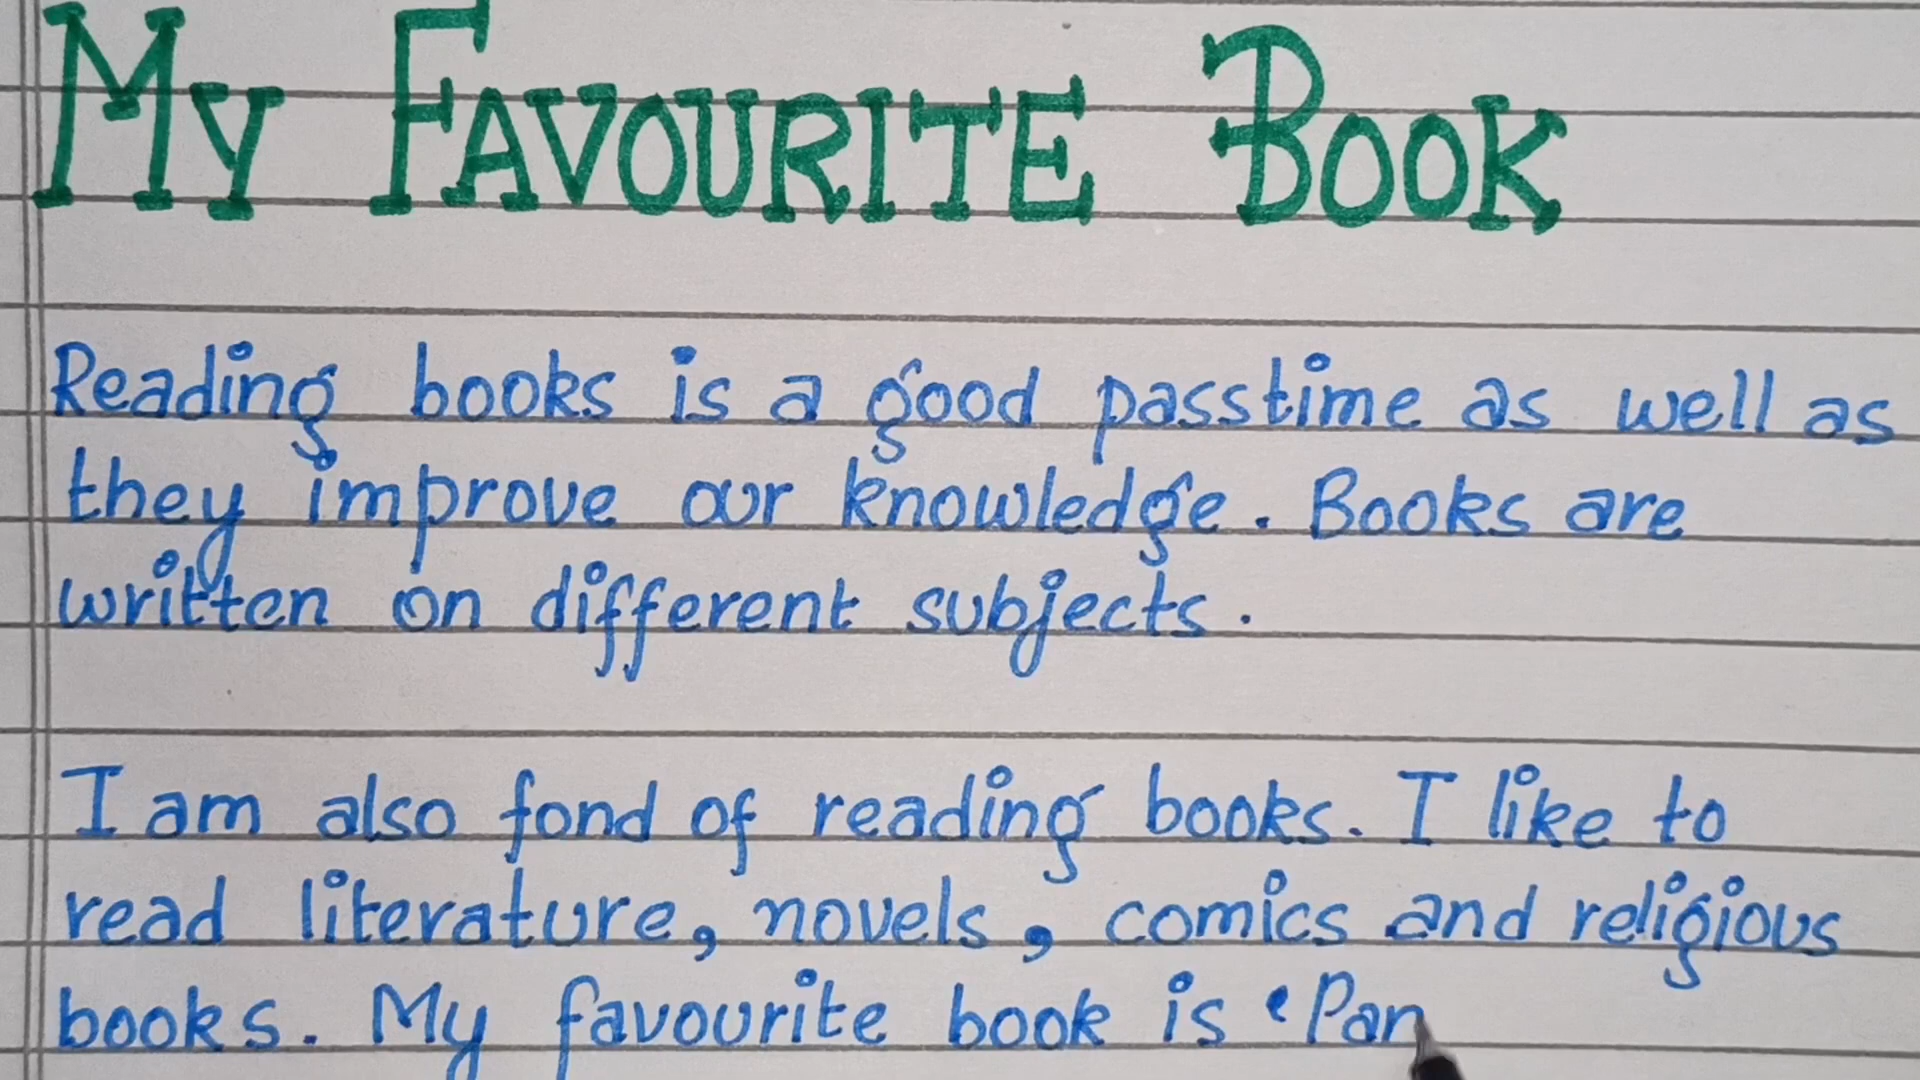 My Favourite Book
Reading books is a good passtime as well as
they improve our knowledge. Books are
written on different subjects.
I am also fond of reading books. I like to
read literature, novels, comics and religious
books. My favourite book is ‘Pan